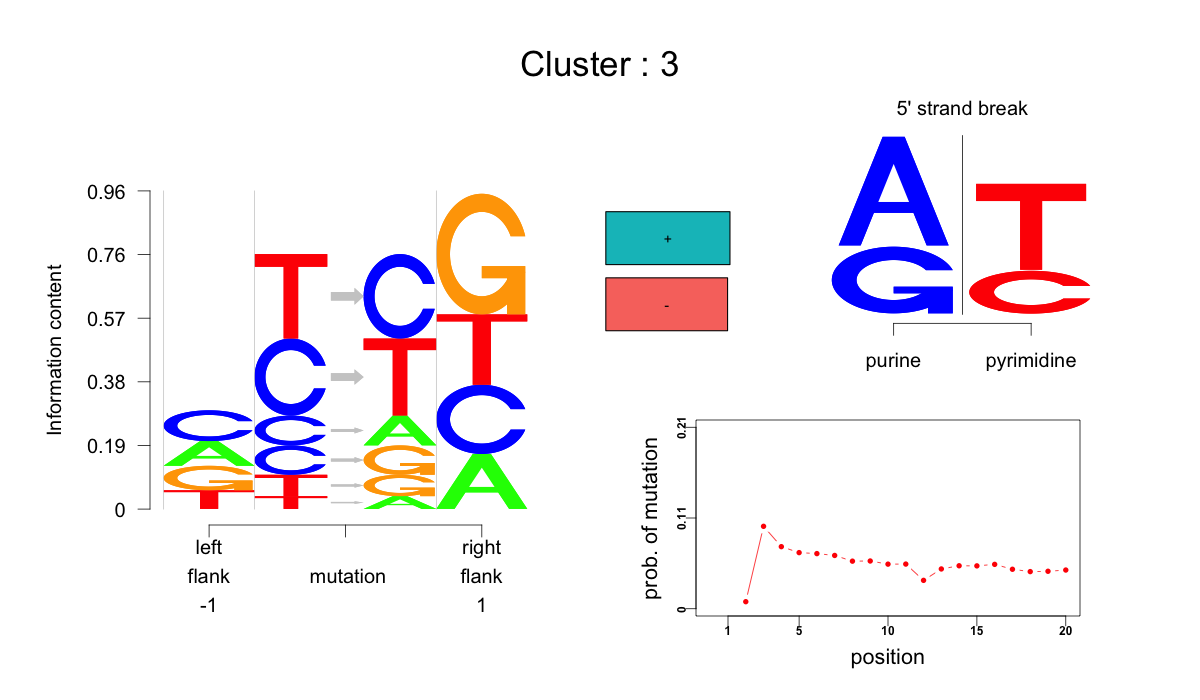 Cluster : 3
5' strand break
Information content
0.96
0.76
0.57
0.38
0.19
0
C
A
G
T
T
C
C
C
T
T
C
T
A
G
G
A
G
T
C
A
left
flank
-1
mutation
right
flank
1
+
-
A
G
T
C
purine
pyrimidine
prob. of mutation
0.21
0.11
0
1
5
10
15
20
position